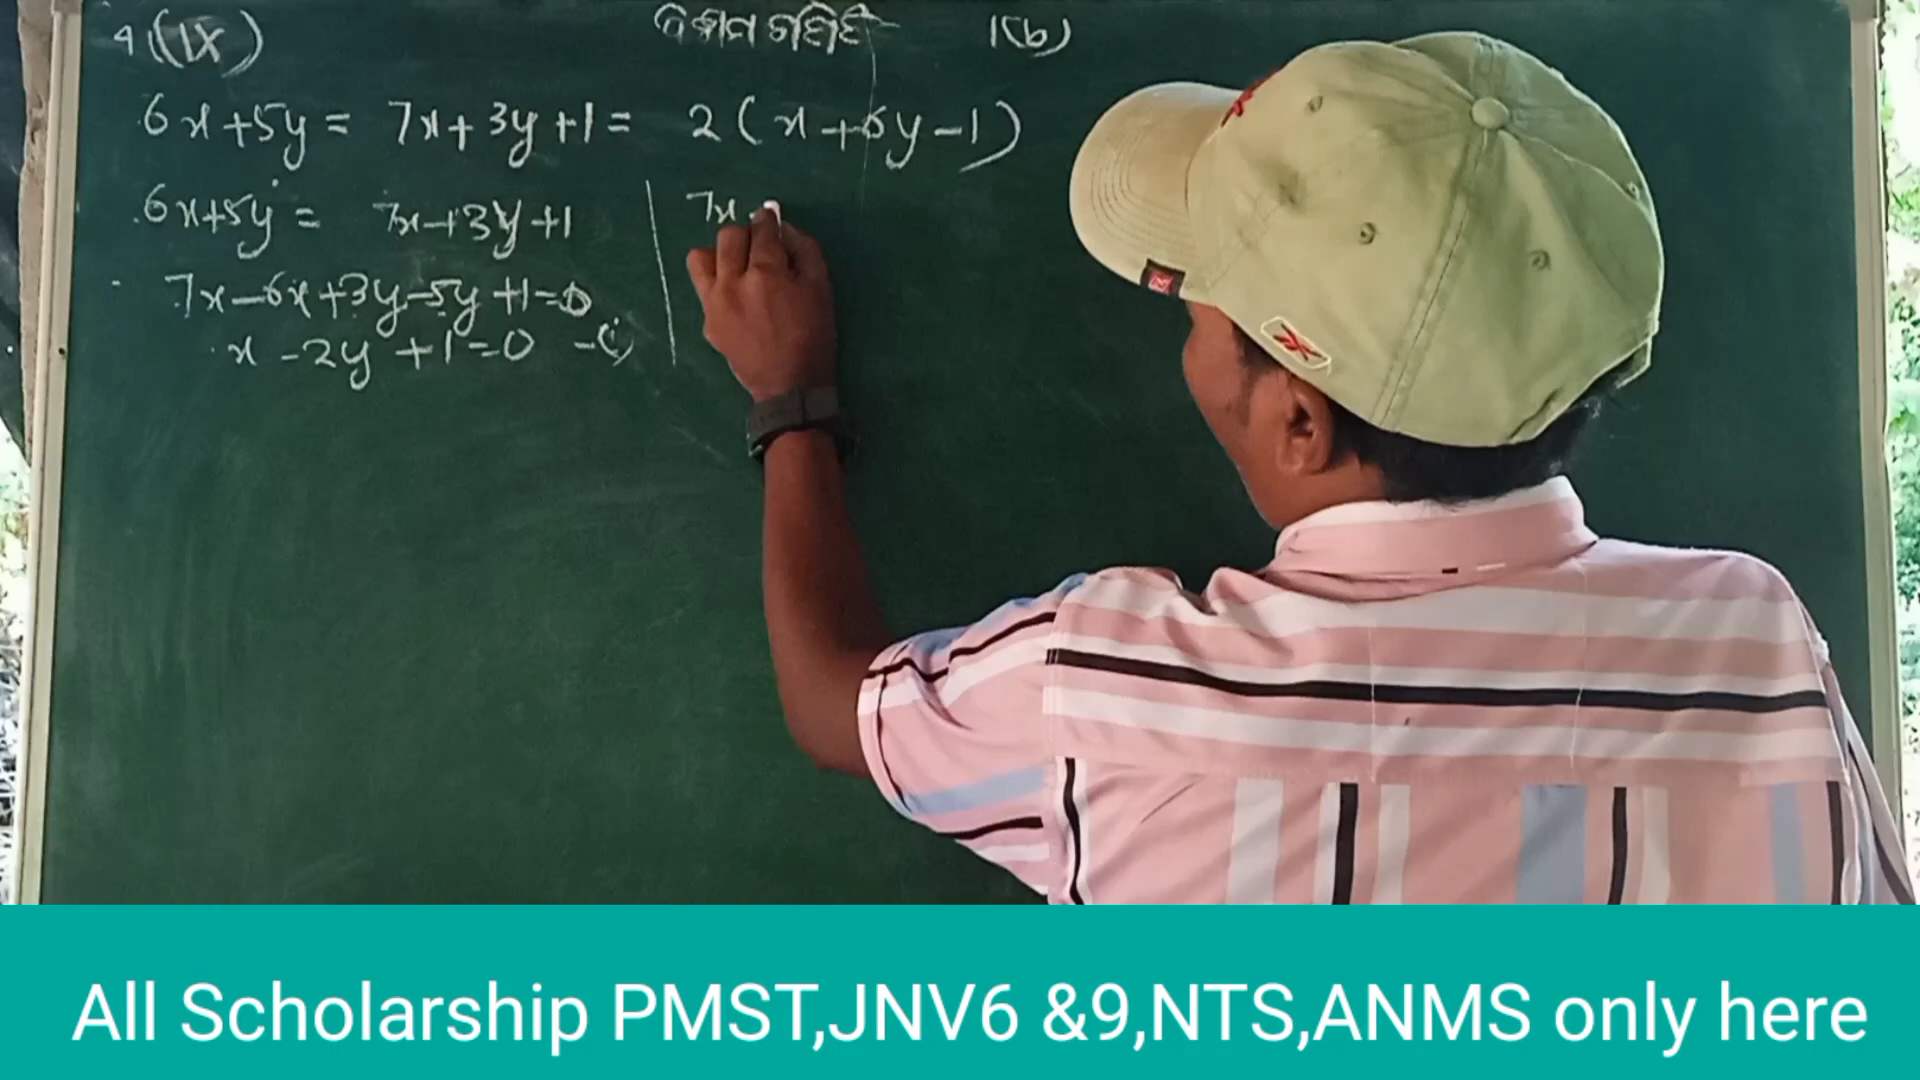 4 (IX)
ବୀଜଗଣିତ 1(b)
6x+5y = 7x+3y+1 = 2(x+6y-1)
6x+5y = 7x+3y+1
7x-6x+3y-5y+1=0
x-2y+1=0 -(i)
7x
All Scholarship PMST,JNV6 &9,NTS,ANMS only here